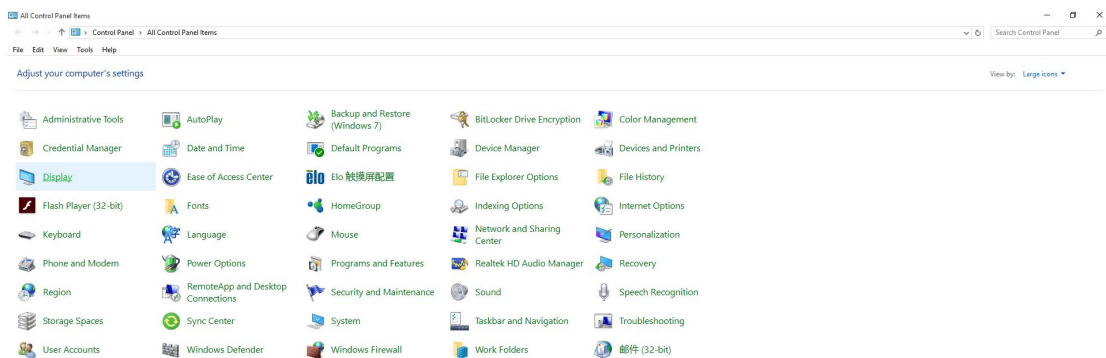 All Control Panel Items
Control Panel > All Control Panel Items
Search Control Panel
File Edit View Tools Help
Adjust your computer's settings
View by: Large icons
Administrative Tools
AutoPlay
Backup and Restore
(Windows 7)
BitLocker Drive Encryption
Color Management
Credential Manager
Date and Time
Default Programs
Device Manager
Devices and Printers
Display
Ease of Access Center
elo
Elo 触摸屏配置
File Explorer Options
File History
Flash Player (32-bit)
Fonts
HomeGroup
Indexing Options
Internet Options
Keyboard
Language
Mouse
Network and Sharing
Center
Personalization
Phone and Modem
Power Options
Programs and Features
Realtek HD Audio Manager
Recovery
Region
RemoteApp and Desktop
Connections
Security and Maintenance
Sound
Speech Recognition
Storage Spaces
Sync Center
System
Taskbar and Navigation
Troubleshooting
User Accounts
Windows Defender
Windows Firewall
Work Folders
邮件 (32-bit)